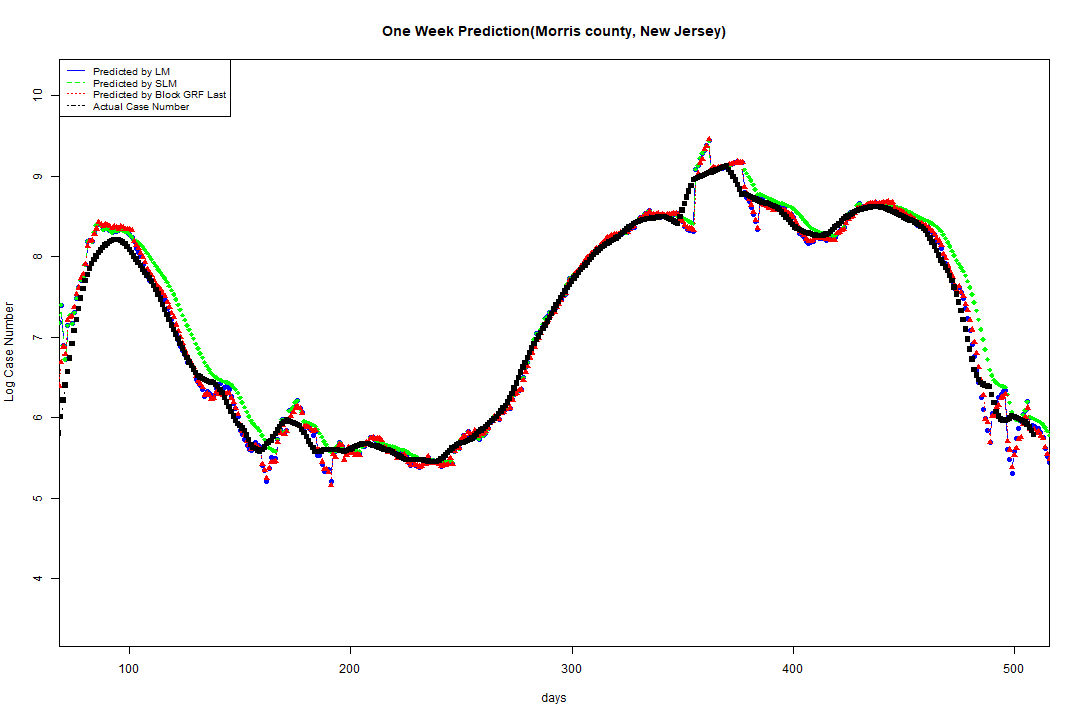 One Week Prediction(Morris county, New Jersey)
Predicted by LM
Predicted by SLM
Predicted by Block GRF Last
Actual Case Number
10
9
8
7
6
5
4
Log Case Number
100 200 300 400 500
days